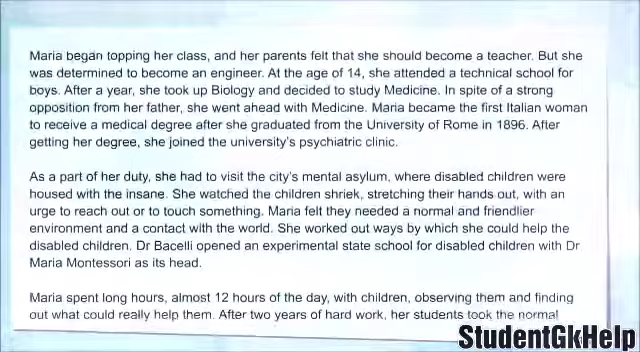 Maria began topping her class, and her parents felt that she should become a teacher. But she
was determined to become an engineer. At the age of 14, she attended a technical school for
boys. After a year, she took up Biology and decided to study Medicine. In spite of a strong
opposition from her father, she went ahead with Medicine. Maria became the first Italian woman
to receive a medical degree after she graduated from the University of Rome in 1896. After
getting her degree, she joined the university's psychiatric clinic.
As a part of her duty, she had to visit the city's mental asylum, where disabled children were
housed with the insane. She watched the children shriek, stretching their hands out, with an
urge to reach out or to touch something. Maria felt they needed a normal and friendlier
environment and a contact with the world. She worked out ways by which she could help the
disabled children. Dr Bacelli opened an experimental state school for disabled children with Dr
Maria Montessori as its head.
Maria spent long hours, almost 12 hours of the day, with children, observing them and finding
out what could really help them. After two years of hard work, her students took the normal
StudentGkHelp